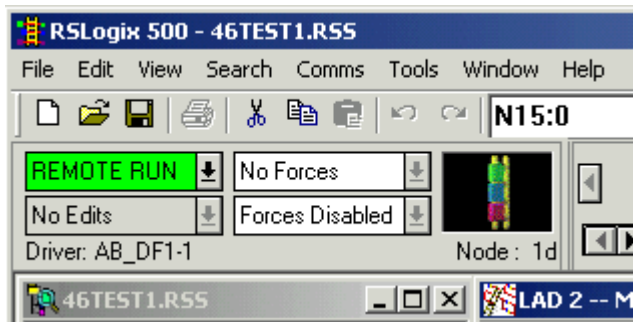 RSLogix 500 - 46TEST1.RSS
File Edit View Search Comms Tools Window Help
N15:0
REMOTE RUN No Forces
No Edits Forces Disabled
Driver: AB_DF1-1 Node : 1d
46TEST1.RSS LAD 2 -- M